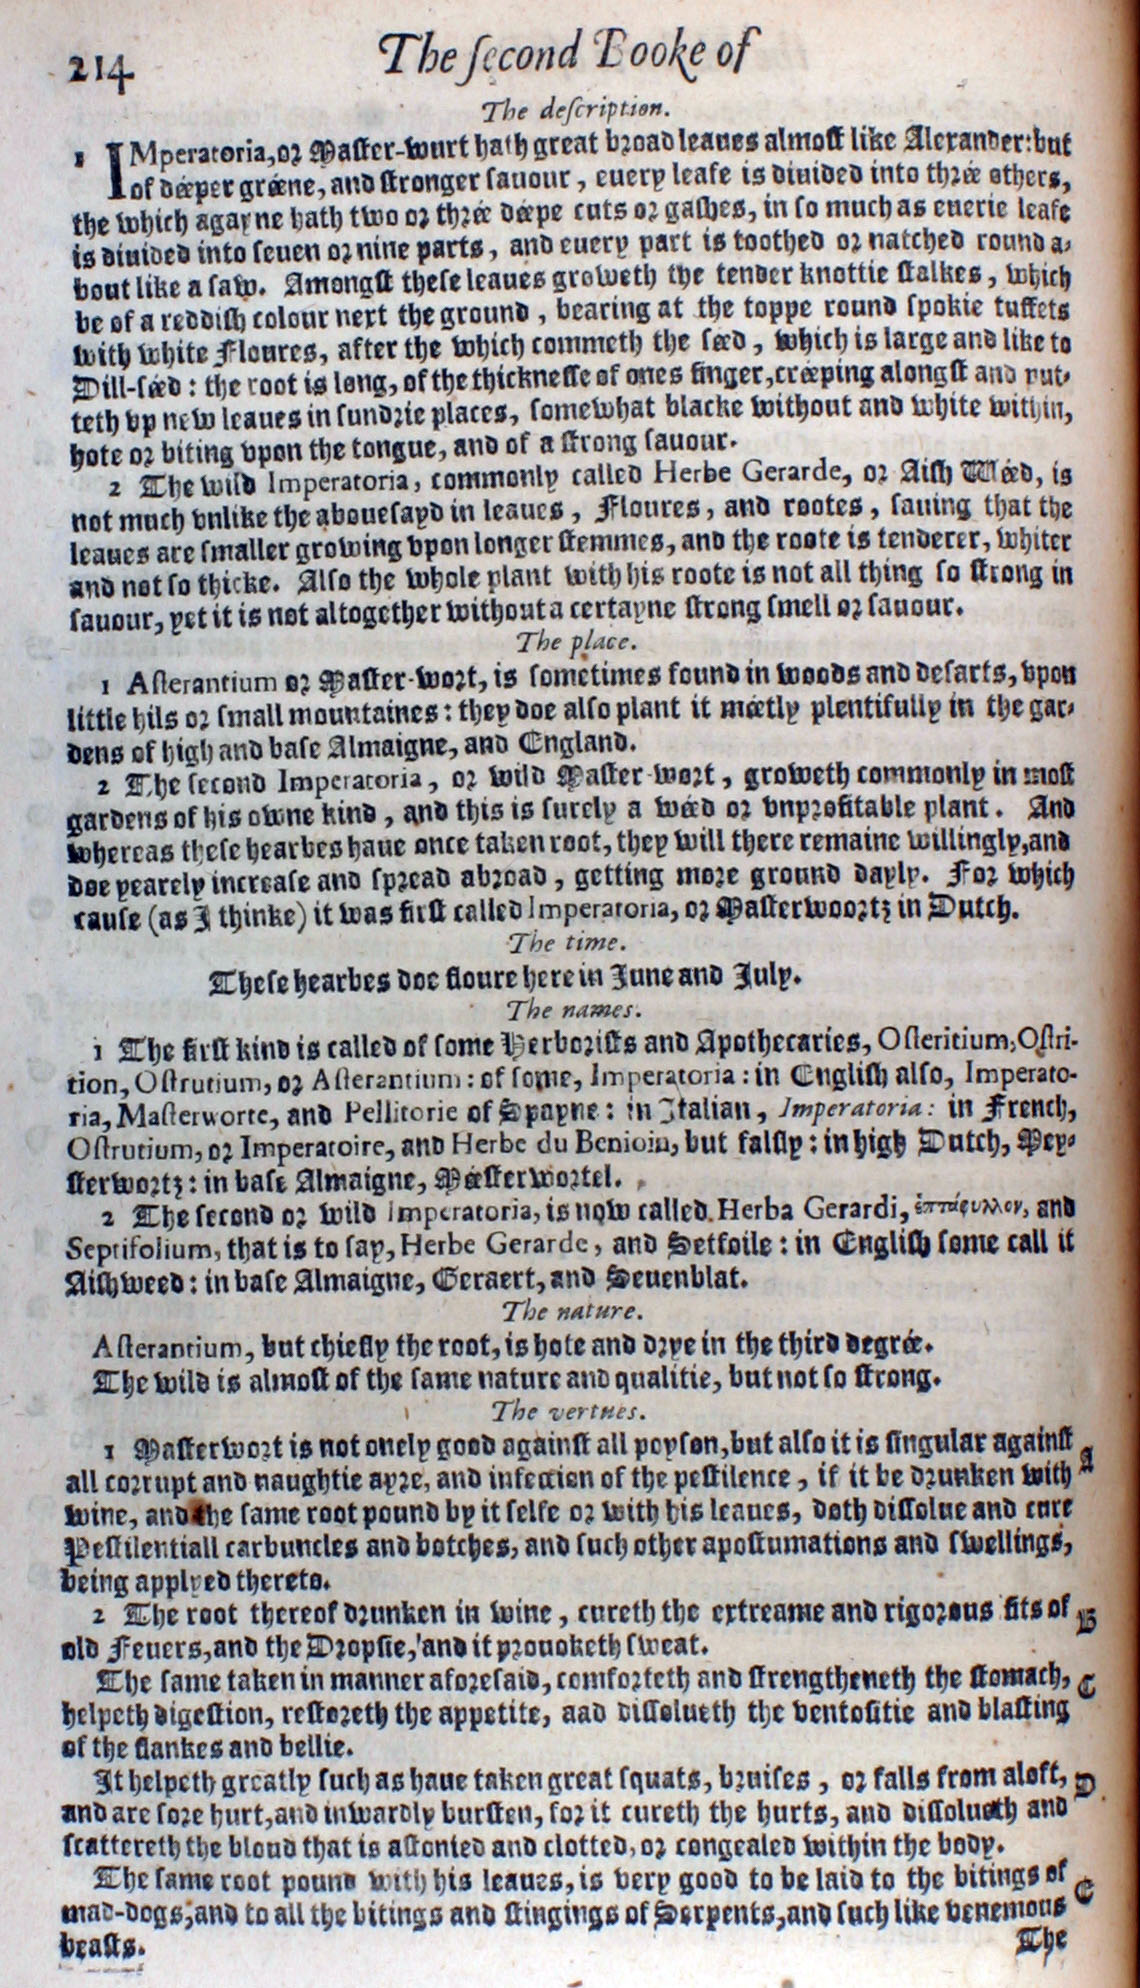 214 The ſecond Booke of
The deſcription.
1 IMperatoria, or Maſter-wurt hath great broad leaues almoſt like Alexander: but
of déeper gréene, and ſtronger ſauour, euery leafe is diuided into thrée others,
the which agayne hath two or thrée déepe cuts or gaſhes, in ſo much as euerie leafe
is diuided into ſeuen or nine parts, and euery part is toothed or natched round a-
bout like a ſaw. Amongſt theſe leaues groweth the tender knottie ſtalkes, which
be of a reddiſh colour next the ground, bearing at the toppe round ſpokie tuffets
with white Floures, after the which commeth the ſéed, which is large and like to
Dill-ſéed: the root is long, of the thickneſſe of ones finger, créeping alongſt and put-
teth vp new leaues in ſundrie places, ſomewhat blacke without and white within,
hote or biting vpon the tongue, and of a ſtrong ſauour.
2 The wild Imperatoria, commonly called Herbe Gerarde, or Aiſh Wéed, is
not much vnlike the aboueſayd in leaues, Floures, and rootes, ſauing that the
leaues are ſmaller growing vpon longer ſtemmes, and the roote is tenderer, whiter
and not ſo thicke. Alſo the whole plant with his roote is not all thing ſo ſtrong in
ſauour, yet it is not altogether without a certayne ſtrong ſmell or ſauour.
The place.
1 Aſterantium or Maſter-wort, is ſometimes found in woods and deſarts, vpon
little hils or ſmall mountaines: they doe alſo plant it méetly plentifully in the gar-
dens of high and baſe Almaigne, and England.
2 The ſecond Imperatoria, or wild Maſter-wort, groweth commonly in moſt
gardens of his owne kind, and this is ſurely a wéed or vnprofitable plant. And
whereas theſe hearbes haue once taken root, they will there remaine willingly, and
doe yearely increaſe and ſpread abroad, getting more ground dayly. For which
cauſe (as I thinke) it was firſt called Imperatoria, or Maſterwoortz in Dutch.
The time.
Theſe hearbes doe floure here in June and July.
The names.
1 The firſt kind is called of ſome Herboriſts and Apothecaries, Oſteritium, Oſtri-
tion, Oſtrutium, or Aſterantium: of ſome, Imperatoria: in Engliſh alſo, Imperato-
ria, Maſterworte, and Pellitorie of Spayne: in Italian, Imperatoria: in French,
Oſtrutium, or Imperatoire, and Herbe du Benioin, but falſly: in high Dutch, Mey-
ſterwortz: in baſe Almaigne, Méeſterwortel.
2 The ſecond or wild Imperatoria, is now called Herba Gerardi, ἑπτάφυλλον, and
Septifolium, that is to ſay, Herbe Gerarde, and Setfoile: in Engliſh ſome call it
Aiſhweed: in baſe Almaigne, Geraert, and Seuenblat.
The nature.
Aſterantium, but chiefly the root, is hote and drye in the third degrée.
The wild is almoſt of the ſame nature and qualitie, but not ſo ſtrong.
The vertues.
1 Maſterwort is not onely good againſt all poyſon, but alſo it is ſingular againſt A
all corrupt and naughtie ayre, and infection of the peſtilence, if it be drunken with
wine, and the ſame root pound by it ſelfe or with his leaues, doth diſſolue and cure
Peſtilentiall carbuncles and botches, and ſuch other apoſtumations and ſwellings,
being applyed thereto.
2 The root thereof drunken in wine, cureth the extreame and rigorous fits of B
old Feuers, and the Dropſie, and it prouoketh ſweat.
The ſame taken in manner aforeſaid, comforteth and ſtrengtheneth the ſtomach, C
helpeth digeſtion, reſtoreth the appetite, aad diſſolueth the ventoſitie and blaſting
of the flankes and bellie.
It helpeth greatly ſuch as haue taken great ſquats, bruiſes, or falls from aloft, D
and are ſore hurt, and inwardly burſten, for it cureth the hurts, and diſſolueth and
ſcattereth the bloud that is aſtonied and clotted, or congealed within the body.
The ſame root pound with his leaues, is very good to be laid to the bitings of E
mad-dogs, and to all the bitings and ſtingings of Serpents, and ſuch like venemous
beaſts.
The